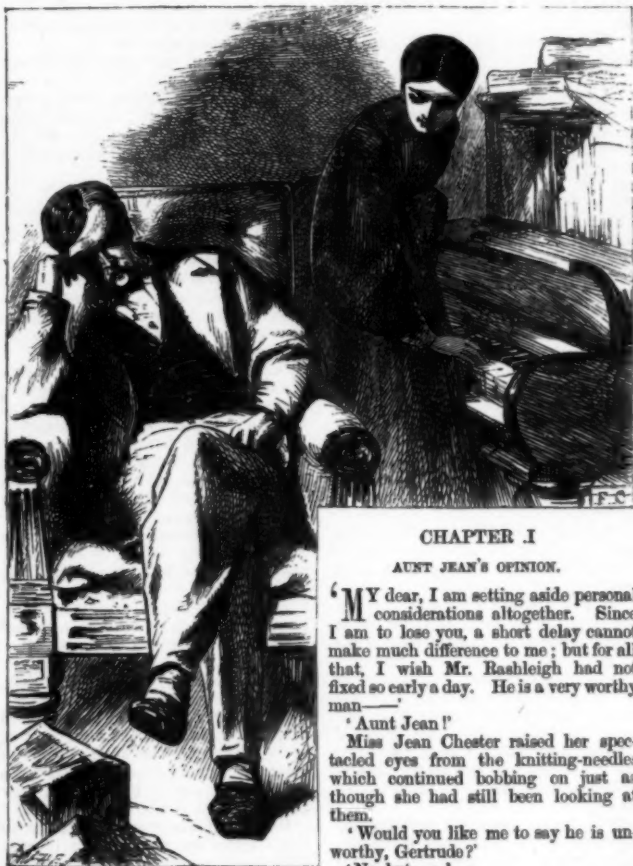 F.C
CHAPTER .I
AUNT JEAN'S OPINION.
'MY dear, I am setting aside personal
considerations altogether. Since
I am to lose you, a short delay cannot
make much difference to me; but for all
that, I wish Mr. Rashleigh had not
fixed so early a day. He is a very worthy
man——'
'Aunt Jean!'
Miss Jean Chester raised her spec-
tacled eyes from the knitting-needles
which continued bobbing on just as
though she had still been looking at
them.
'Would you like me to say he is un-
worthy, Gertrude?'